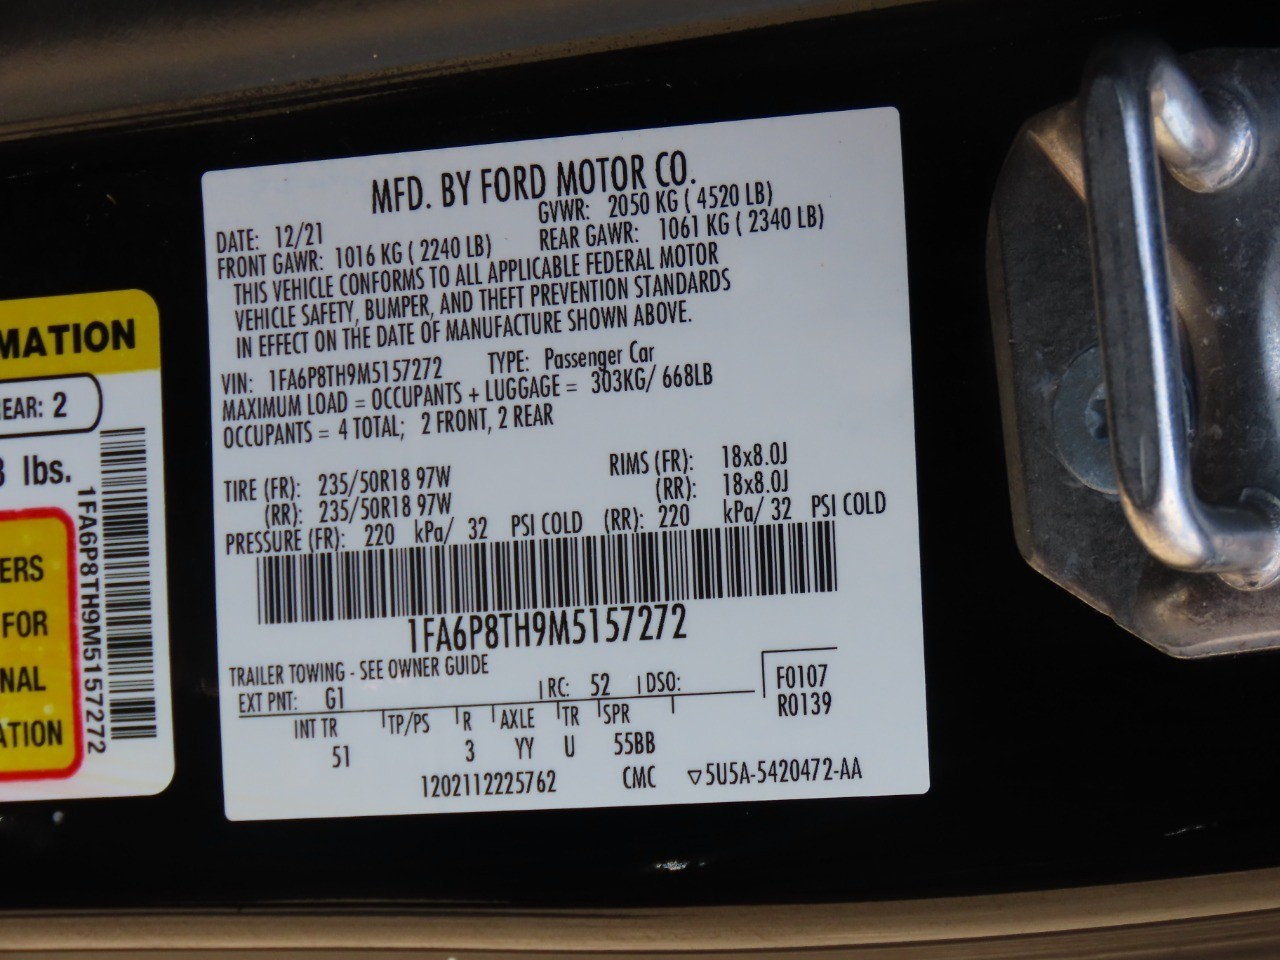 MFD. BY FORD MOTOR CO.
DATE: 12/21 GVWR: 2050 KG ( 4520 LB)
FRONT GAWR: 1016 KG ( 2240 LB) REAR GAWR: 1061 KG ( 2340 LB)
THIS VEHICLE CONFORMS TO ALL APPLICABLE FEDERAL MOTOR
VEHICLE SAFETY, BUMPER, AND THEFT PREVENTION STANDARDS
IN EFFECT ON THE DATE OF MANUFACTURE SHOWN ABOVE.
VIN: 1FA6P8TH9M5157272 TYPE: Passenger Car
MAXIMUM LOAD = OCCUPANTS + LUGGAGE = 303KG/ 668LB
OCCUPANTS = 4 TOTAL; 2 FRONT, 2 REAR
TIRE (FR): 235/50R18 97W RIMS (FR): 18x8.0J
(RR): 235/50R18 97W (RR): 18x8.0J
PRESSURE (FR): 220 kPa/ 32 PSI COLD (RR): 220 kPa/ 32 PSI COLD
1FA6P8TH9M5157272
TRAILER TOWING - SEE OWNER GUIDE
EXT PNT: G1 RC: 52 DSO: F0107
R0139
INT TR TP/PS R AXLE TR SPR
51 3 YY U 55BB
1202112225762 CMC ▽5U5A-5420472-AA
MATION
EAR: 2
lbs.
1FA6P8TH9M5157272
ERS
FOR
NAL
ATION